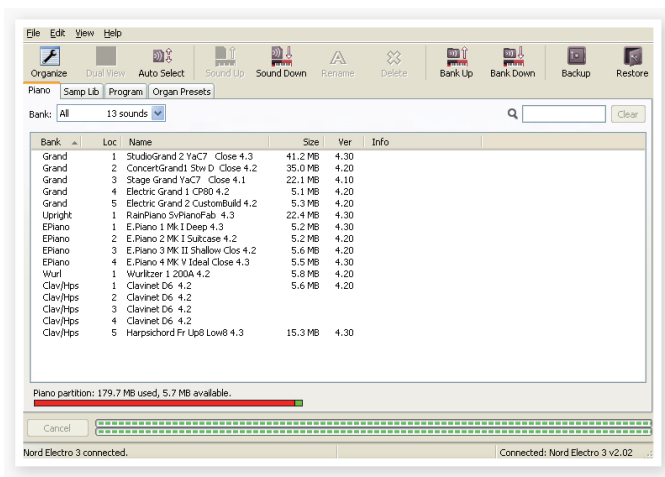 File Edit View Help
Organize Dual View Auto Select Sound Up Sound Down Rename Delete Bank Up Bank Down Backup Restore
Piano Samp Lib Program Organ Presets
Bank: All 13 sounds Clear
Bank Loc Name Size Ver Info
Grand 1 StudioGrand 2 YaC7 Close 4.3 41.2 MB 4.30
Grand 2 ConcertGrand1 Stw D Close 4.2 35.0 MB 4.20
Grand 3 Stage Grand YaC7 Close 4.1 22.1 MB 4.10
Grand 4 Electric Grand 1 CP80 4.2 5.1 MB 4.20
Grand 5 Electric Grand 2 CustomBuild 4.2 5.3 MB 4.20
Upright 1 RainPiano SvPianoFab 4.3 22.4 MB 4.30
EPiano 1 E.Piano 1 Mk I Deep 4.3 5.2 MB 4.30
EPiano 2 E.Piano 2 MK I Suitcase 4.2 5.2 MB 4.20
EPiano 3 E.Piano 3 MK II Shallow Clos 4.2 5.6 MB 4.20
EPiano 4 E.Piano 4 MK V Ideal Close 4.3 5.5 MB 4.30
Wurl 1 Wurlitzer 1 200A 4.2 5.8 MB 4.20
Clav/Hps 1 Clavinet D6 4.2 5.6 MB 4.20
Clav/Hps 2 Clavinet D6 4.2
Clav/Hps 3 Clavinet D6 4.2
Clav/Hps 4 Clavinet D6 4.2
Clav/Hps 5 Harpsichord Fr Up8 Low8 4.3 15.3 MB 4.30
Piano partition: 179.7 MB used, 5.7 MB available.
Cancel
Nord Electro 3 connected. Connected: Nord Electro 3 v2.02